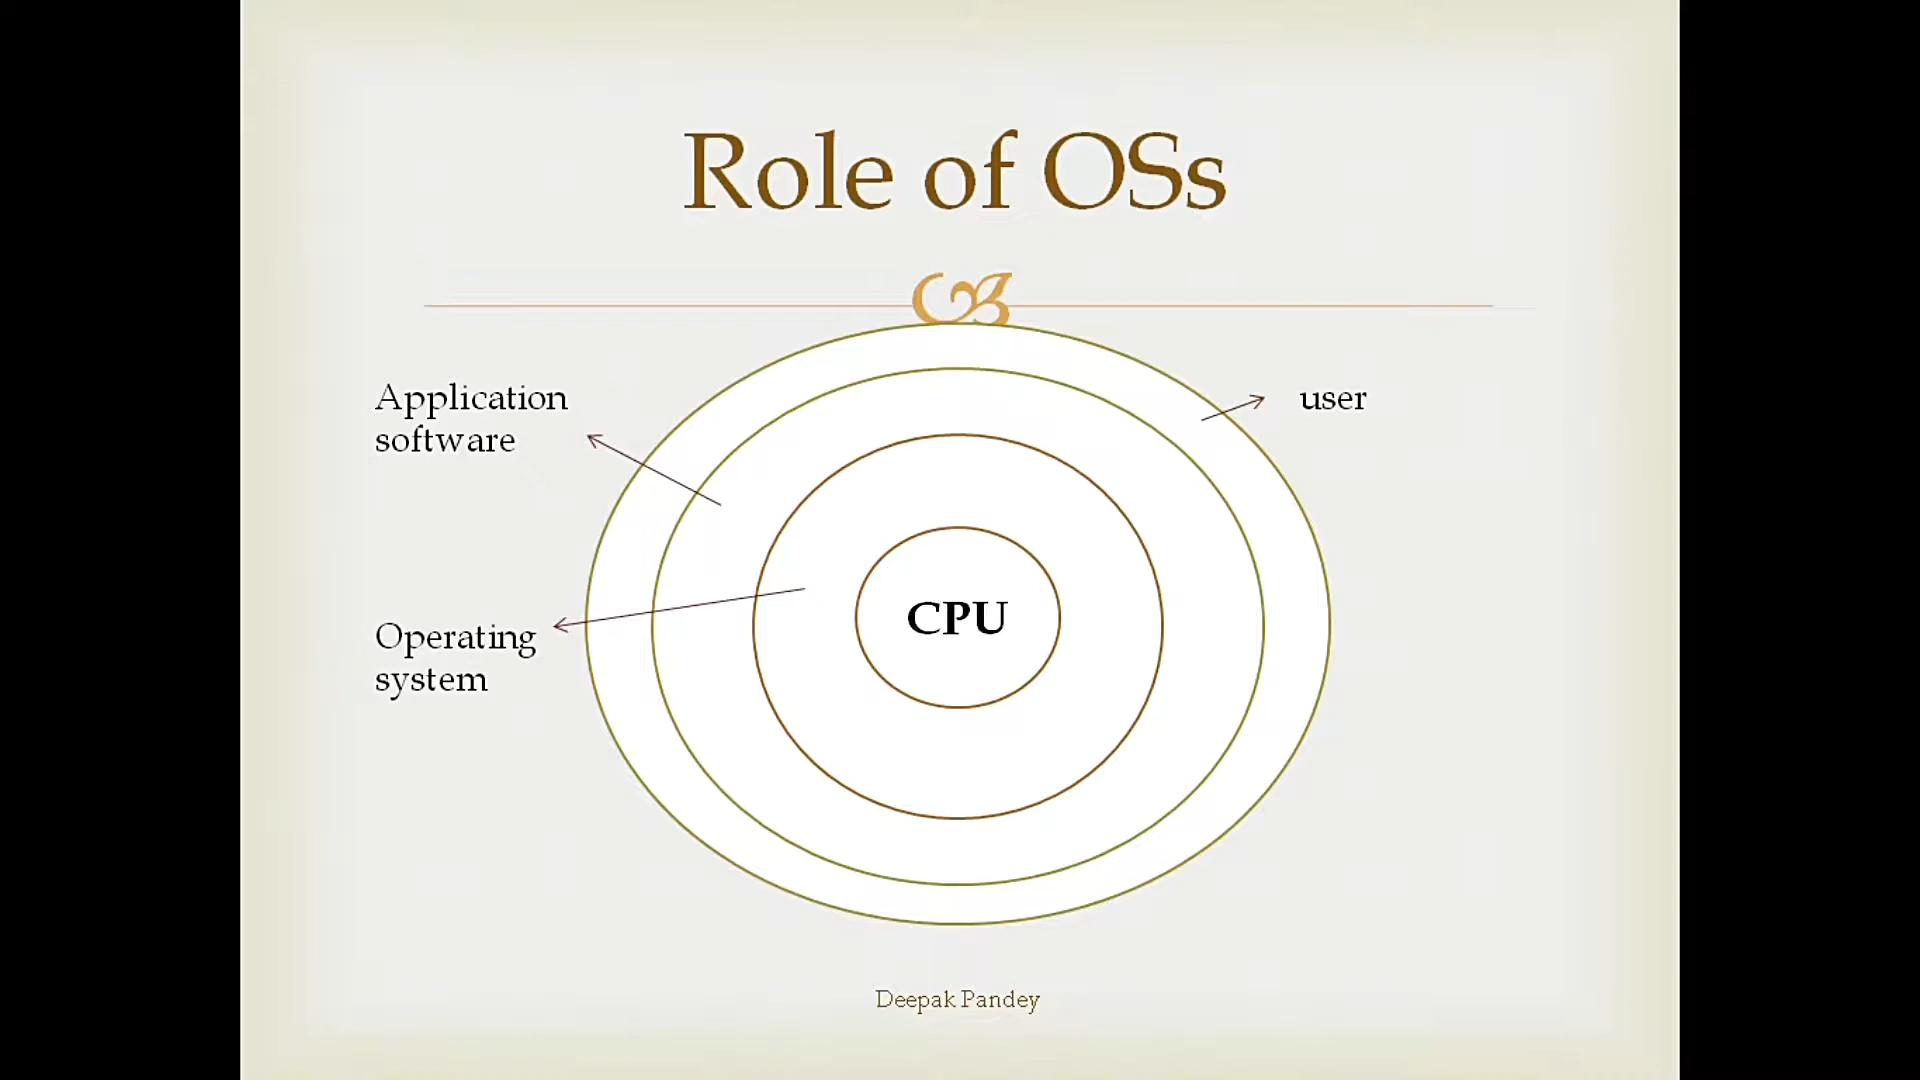 Role of OSs
Application
software
user
CPU
Operating
system
Deepak Pandey